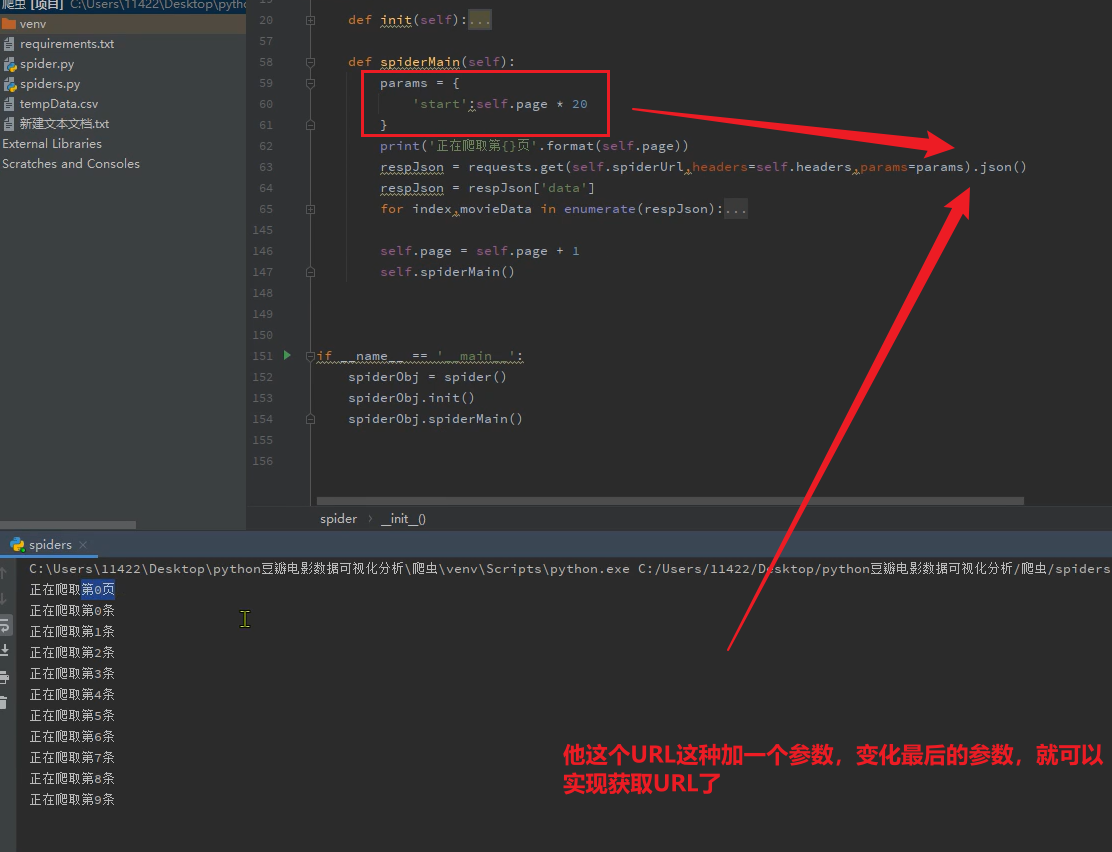 爬虫 [项目] C:\Users\11422\Desktop\pytho
venv
requirements.txt
spider.py
spiders.py
tempData.csv
新建文本文档.txt
External Libraries
Scratches and Consoles
20 def init(self):...
57
58 def spiderMain(self):
59 params = {
60 'start':self.page * 20
61 }
62 print('正在爬取第{}页'.format(self.page))
63 respJson = requests.get(self.spiderUrl,headers=self.headers,params=params).json()
64 respJson = respJson['data']
65 for index,movieData in enumerate(respJson):...
145
146 self.page = self.page + 1
147 self.spiderMain()
148
149
150
151 if __name__ == '__main__':
152 spiderObj = spider()
153 spiderObj.init()
154 spiderObj.spiderMain()
155
156
spider › __init__()
spiders ×
C:\Users\11422\Desktop\python豆瓣电影数据可视化分析\爬虫\venv\Scripts\python.exe C:/Users/11422/Desktop/python豆瓣电影数据可视化分析/爬虫/spiders
正在爬取第0页
正在爬取第0条
正在爬取第1条
正在爬取第2条
正在爬取第3条
正在爬取第4条
正在爬取第5条
正在爬取第6条
正在爬取第7条
正在爬取第8条
正在爬取第9条
他这个URL这种加一个参数，变化最后的参数，就可以
实现获取URL了